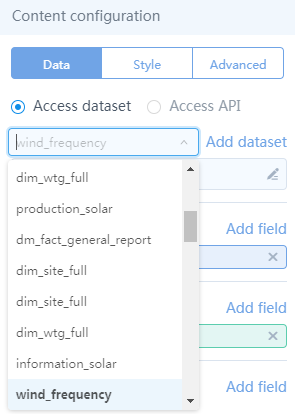 Content configuration
Data Style Advanced
Access dataset Access API
wind_frequency Add dataset
dim_wtg_full
production_solar
dm_fact_general_report Add field
dim_site_full
dim_site_full
dim_wtg_full Add field
information_solar
wind_frequency Add field